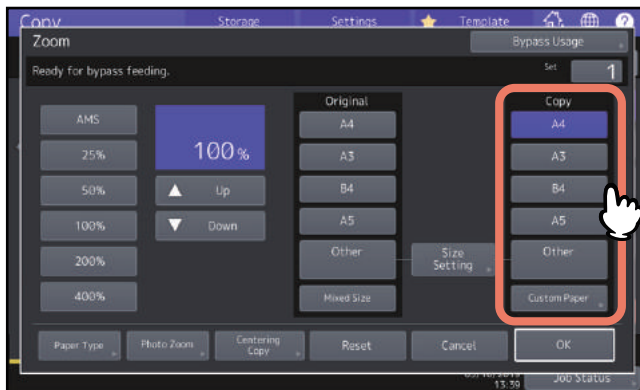 Copy
Storage
Settings
Template
?
Zoom
Bypass Usage
Ready for bypass feeding.
Set
1
AMS
25%
50%
100%
200%
400%
100 %
Up
Down
Original
A4
A3
B4
A5
Other
Mixed Size
Size
Setting
Copy
A4
A3
B4
A5
Other
Custom Paper
Paper Type
Photo Zoom
Centering
Copy
Reset
Cancel
OK
13:39
Job Status